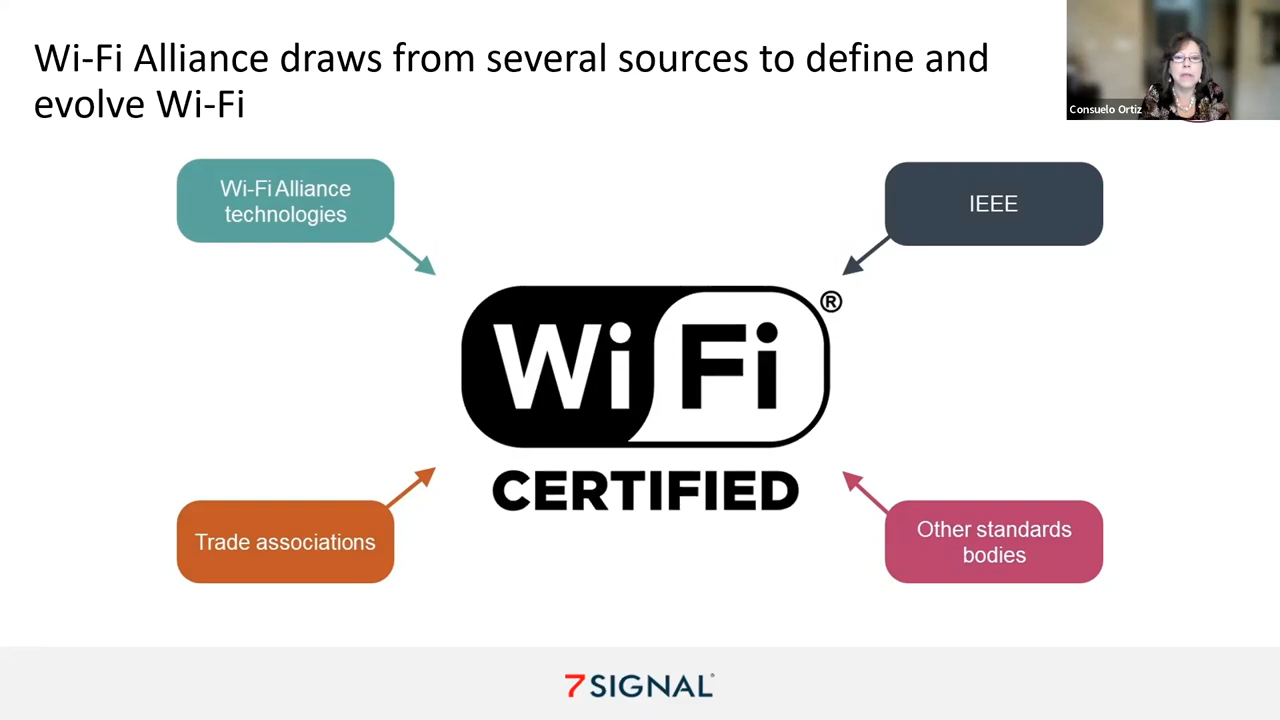 Wi-Fi Alliance draws from several sources to define and
evolve Wi-Fi
Consuelo Ortiz
Wi-Fi Alliance
technologies
IEEE
Wi Fi®
CERTIFIED
Trade associations
Other standards
bodies
7SIGNAL®